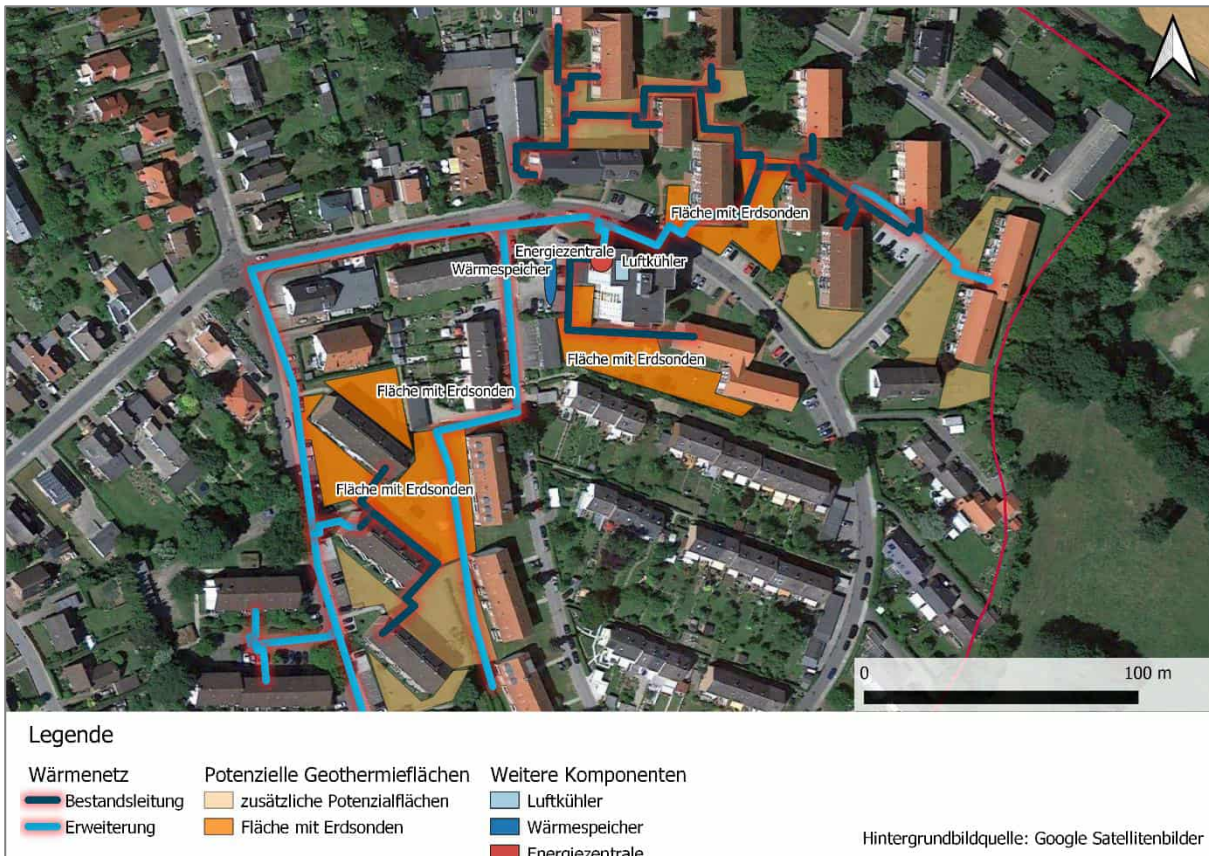 Fläche mit Erdsonden
Energiezentrale
Luftkühler
Wärmespeicher
Fläche mit Erdsonden
Fläche mit Erdsonden
Fläche mit Erdsonden
0
100 m
Legende
Wärmenetz
Bestandsleitung
Erweiterung
Potenzielle Geothermieflächen
zusätzliche Potenzialflächen
Fläche mit Erdsonden
Weitere Komponenten
Luftkühler
Wärmespeicher
Energiezentrale
Hintergrundbildquelle: Google Satellitenbilder